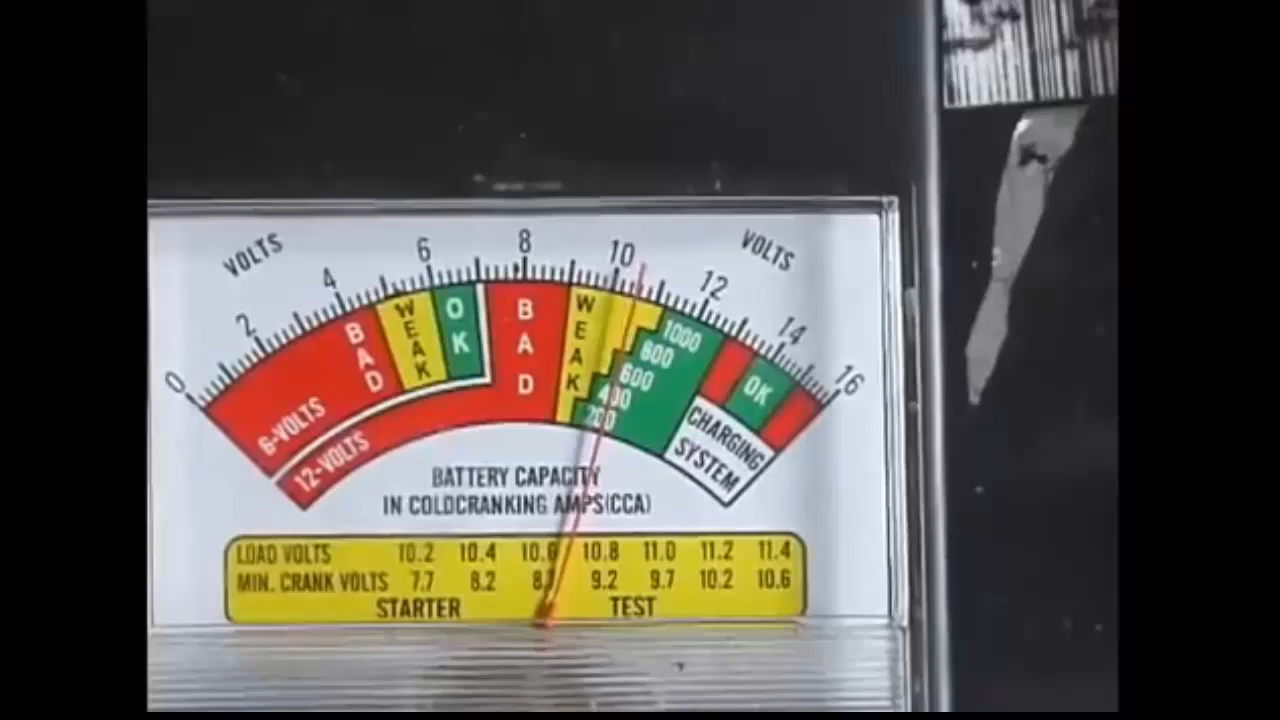 VOLTS
VOLTS
0 2 4 6 8 10 12 14 16
BAD
WEAK
OK
BAD
WEAK
1000
800
600
400
200
OK
6-VOLTS
12-VOLTS
CHARGING
SYSTEM
BATTERY CAPACITY
IN COLDCRANKING AMPS(CCA)
LOAD VOLTS 10.2 10.4 10.6 10.8 11.0 11.2 11.4
MIN. CRANK VOLTS 7.7 8.2 9.2 9.7 10.2 10.6
STARTER TEST